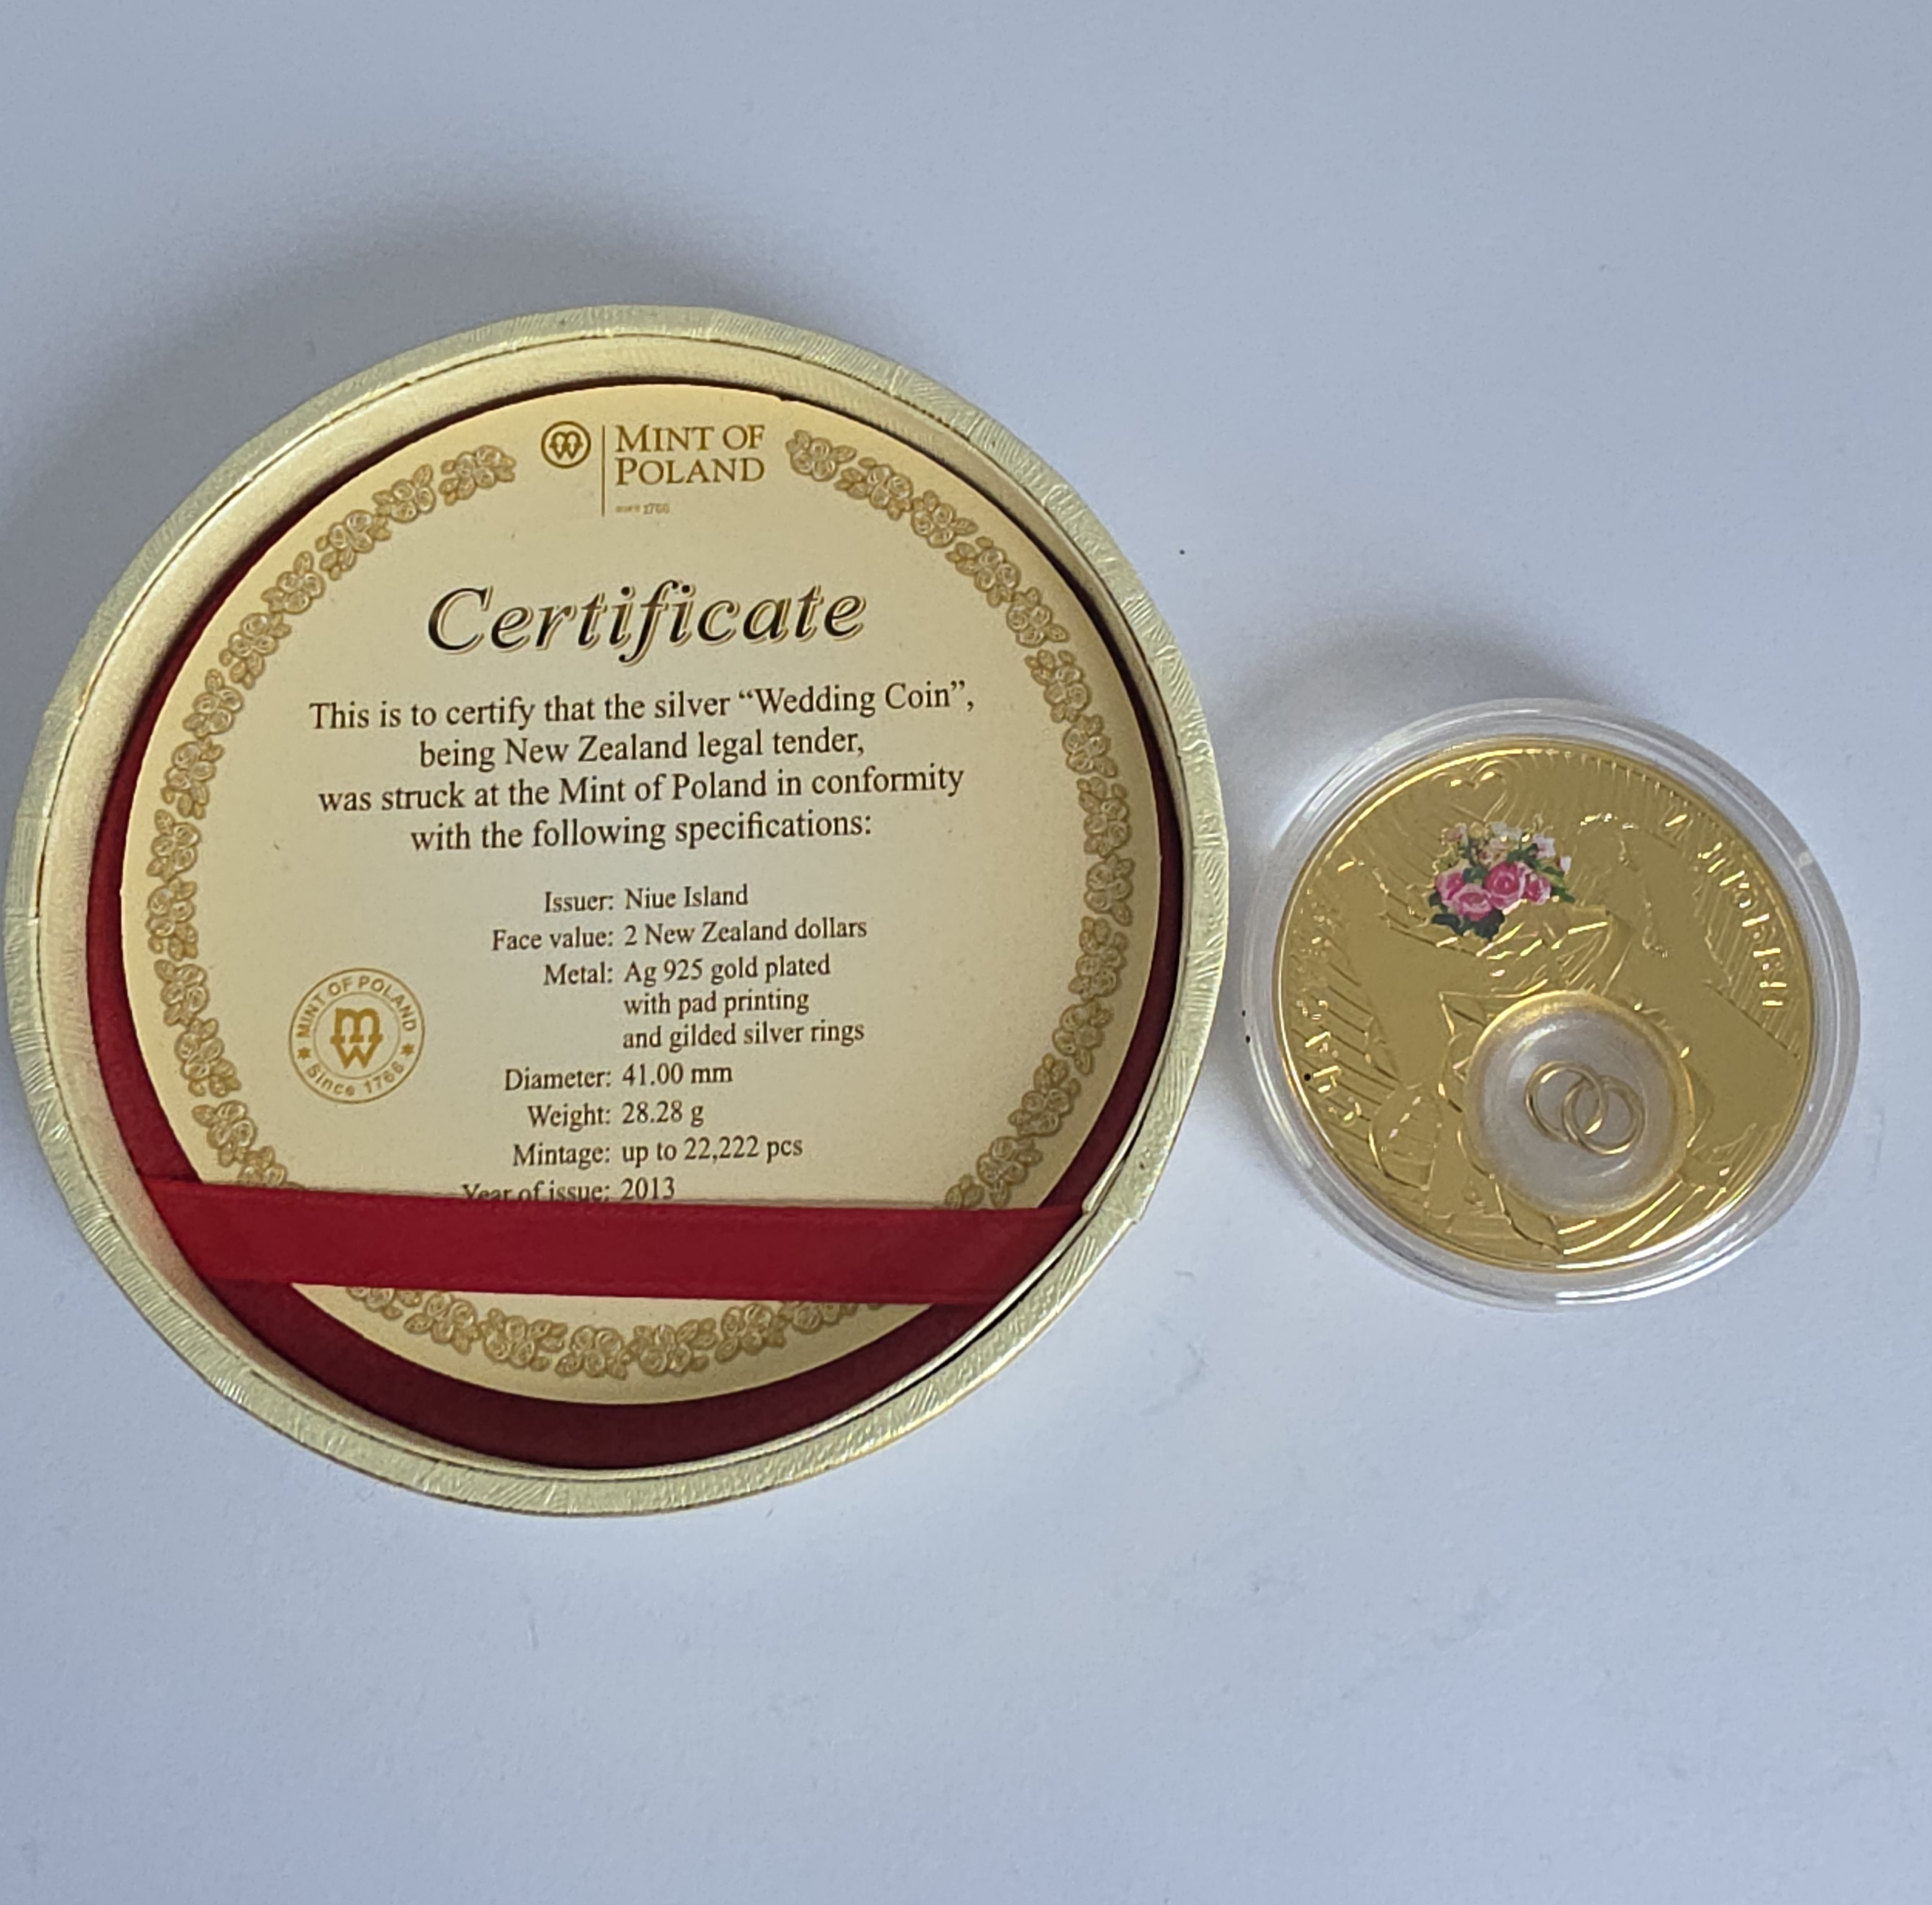 MINT OF
POLAND
since 1766
Certificate
This is to certify that the silver “Wedding Coin”,
being New Zealand legal tender,
was struck at the Mint of Poland in conformity
with the following specifications:
Issuer: Niue Island
Face value: 2 New Zealand dollars
Metal: Ag 925 gold plated
with pad printing
and gilded silver rings
Diameter: 41.00 mm
Weight: 28.28 g
Mintage: up to 22,222 pcs
Year of issue: 2013
MINT OF POLAND
mw
Since 1766